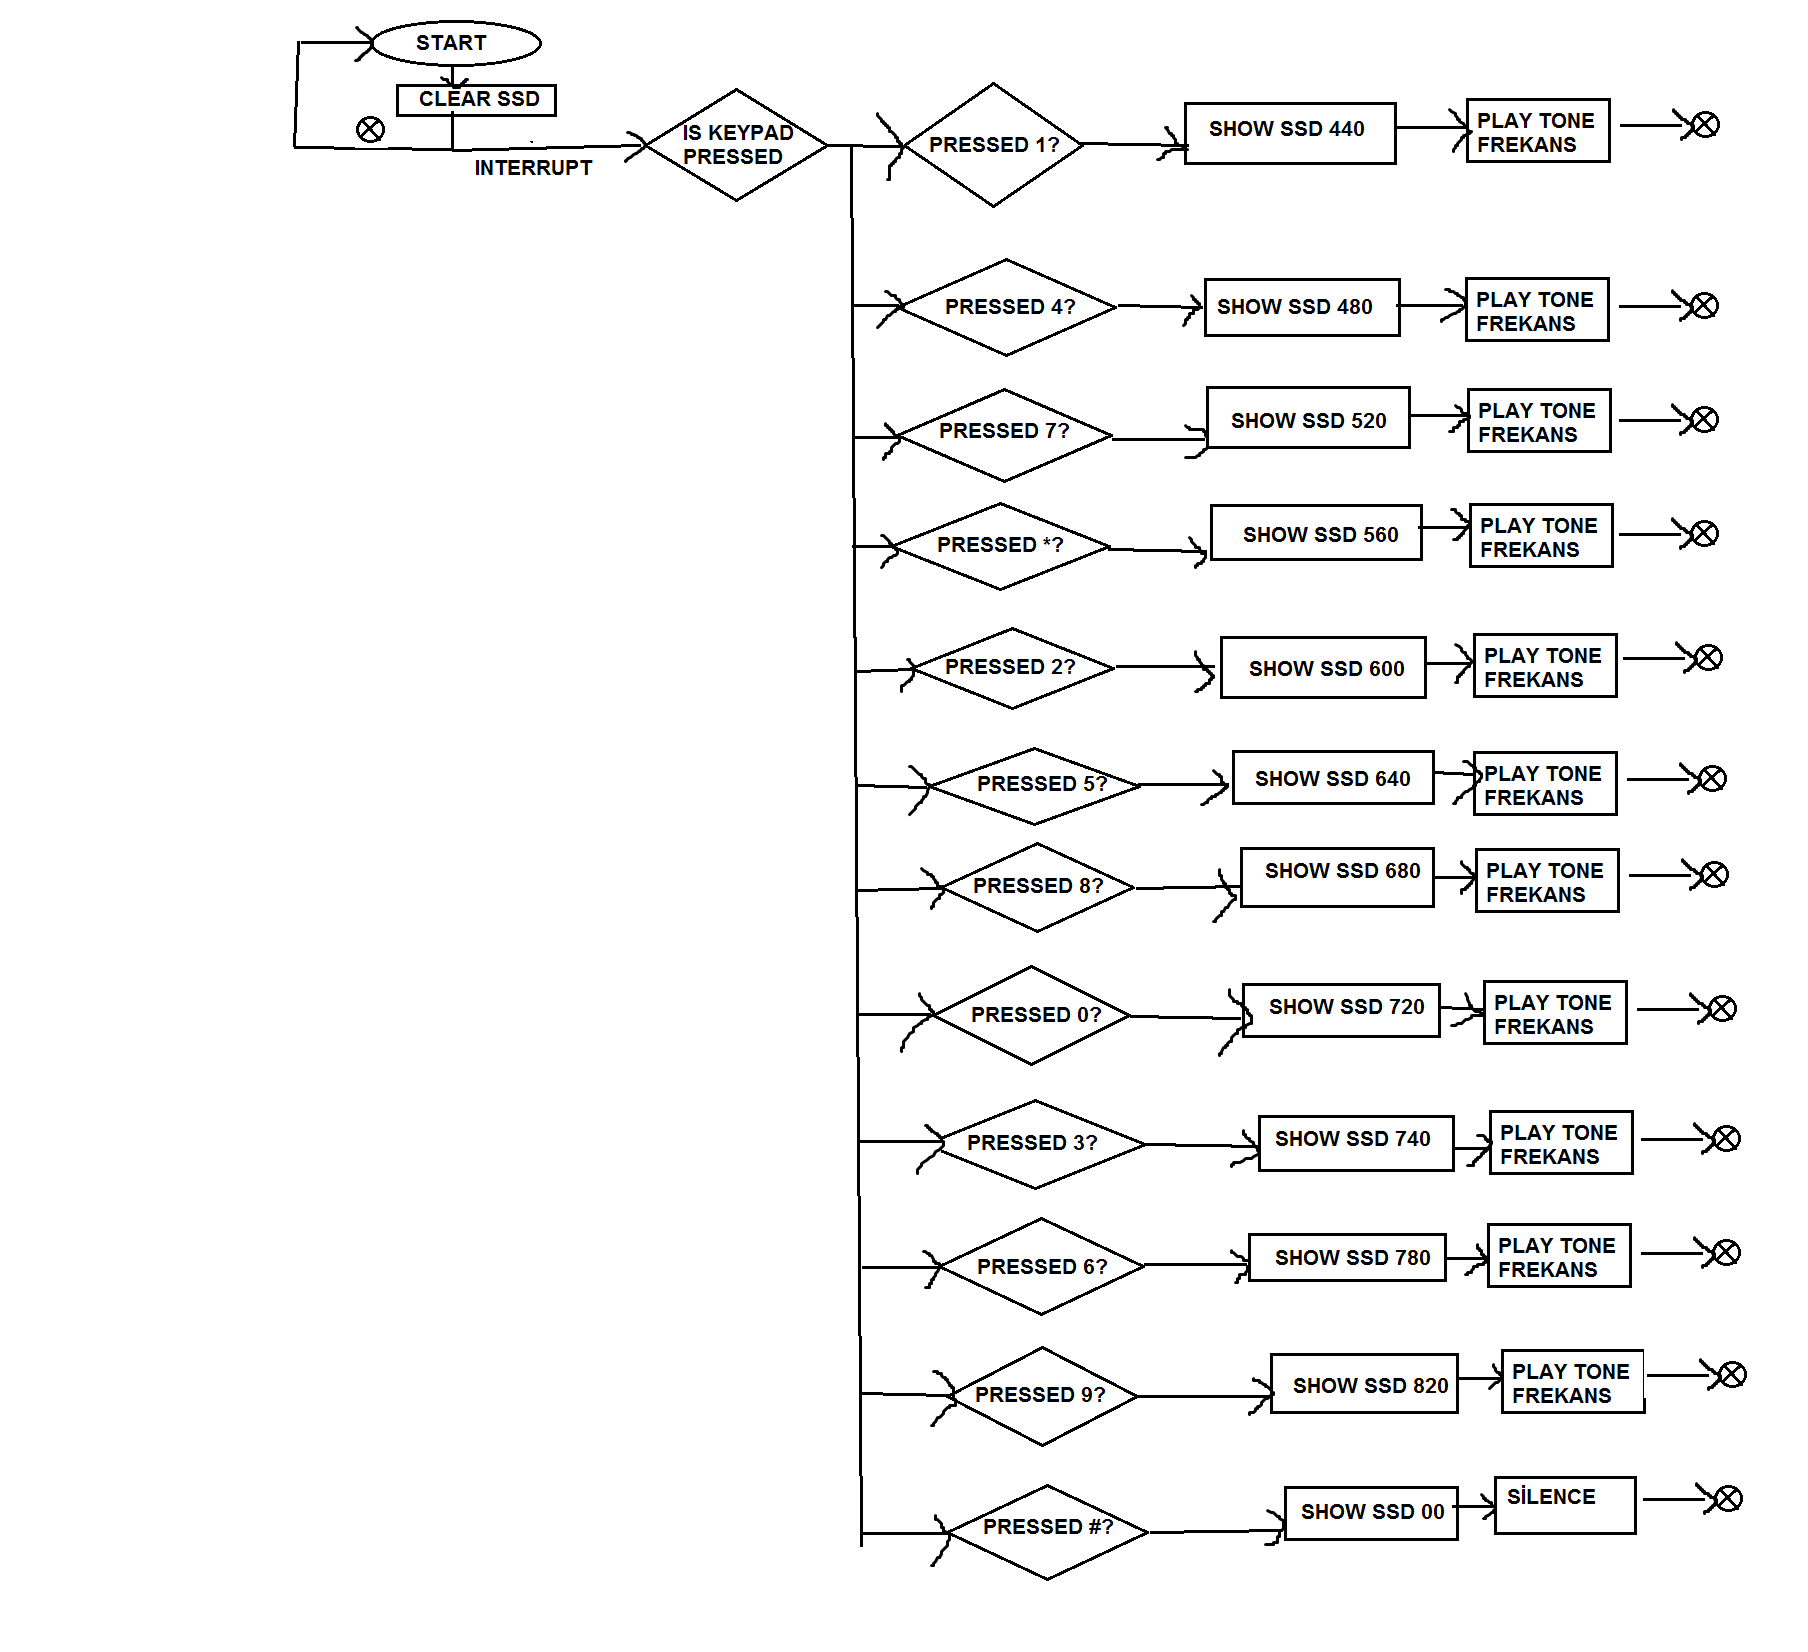 START
CLEAR SSD
INTERRUPT
IS KEYPAD
PRESSED
PRESSED 1?
SHOW SSD 440
PLAY TONE
FREKANS
PRESSED 4?
SHOW SSD 480
PLAY TONE
FREKANS
PRESSED 7?
SHOW SSD 520
PLAY TONE
FREKANS
PRESSED *?
SHOW SSD 560
PLAY TONE
FREKANS
PRESSED 2?
SHOW SSD 600
PLAY TONE
FREKANS
PRESSED 5?
SHOW SSD 640
PLAY TONE
FREKANS
PRESSED 8?
SHOW SSD 680
PLAY TONE
FREKANS
PRESSED 0?
SHOW SSD 720
PLAY TONE
FREKANS
PRESSED 3?
SHOW SSD 740
PLAY TONE
FREKANS
PRESSED 6?
SHOW SSD 780
PLAY TONE
FREKANS
PRESSED 9?
SHOW SSD 820
PLAY TONE
FREKANS
PRESSED #?
SHOW SSD 00
SİLENCE